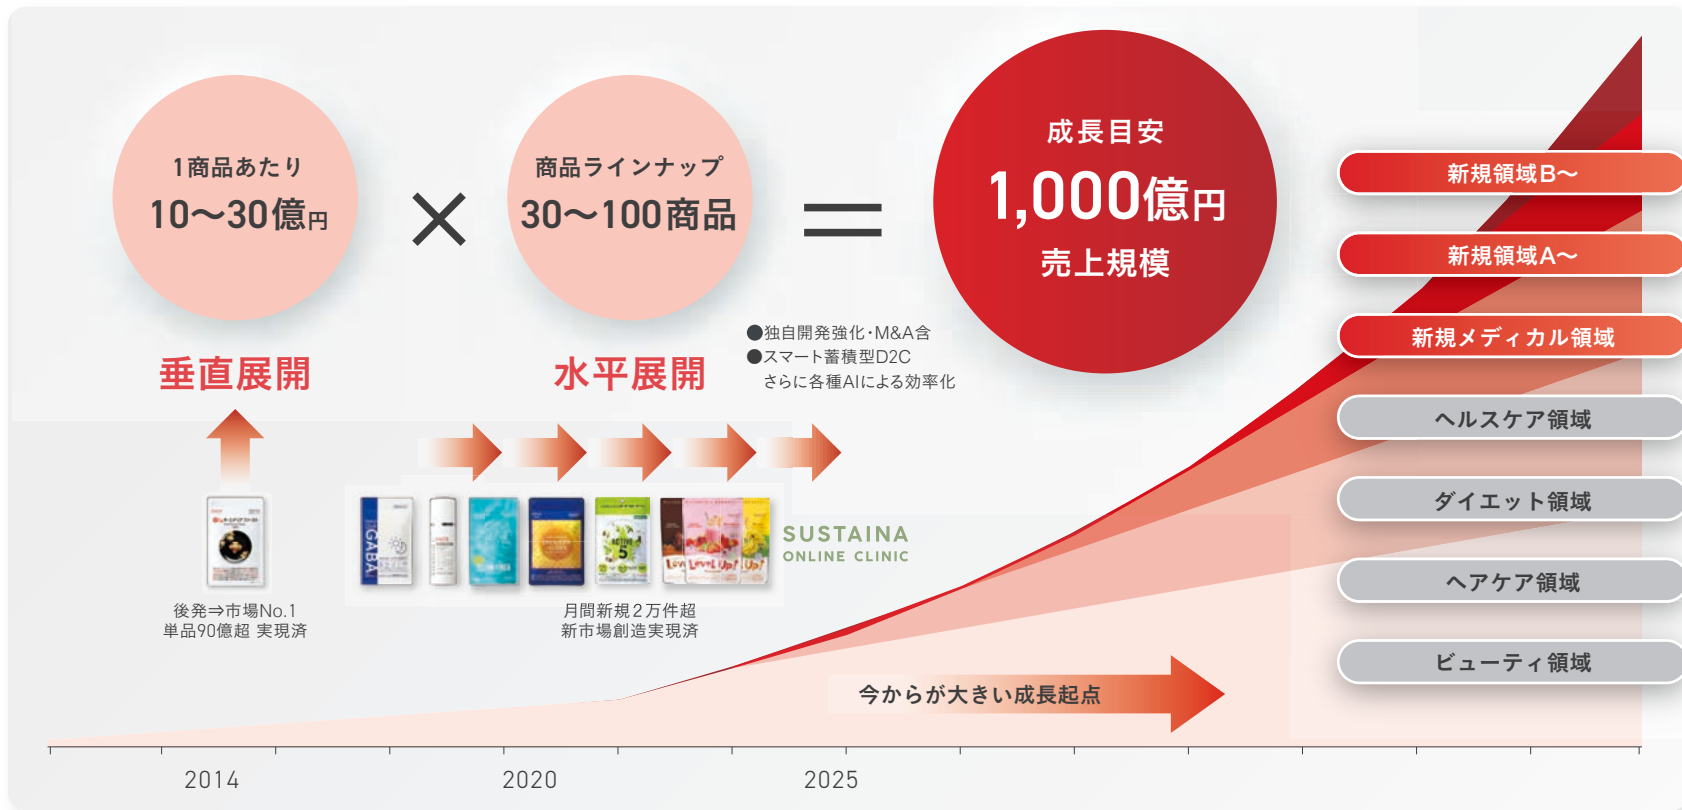 1商品あたり
10〜30億円
×
商品ラインナップ
30〜100商品
=
成長目安
1,000億円
売上規模
垂直展開
水平展開
●独自開発強化・M&A含
●スマート蓄積型D2C
さらに各種AIによる効率化
後発⇒市場No.1
単品90億超 実現済
GABA
ACTIVE
5
Level Up!
月間新規2万件超
新市場創造実現済
SUSTAINA
ONLINE CLINIC
新規領域B〜
新規領域A〜
新規メディカル領域
ヘルスケア領域
ダイエット領域
ヘアケア領域
ビューティ領域
今からが大きい成長起点
2014
2020
2025